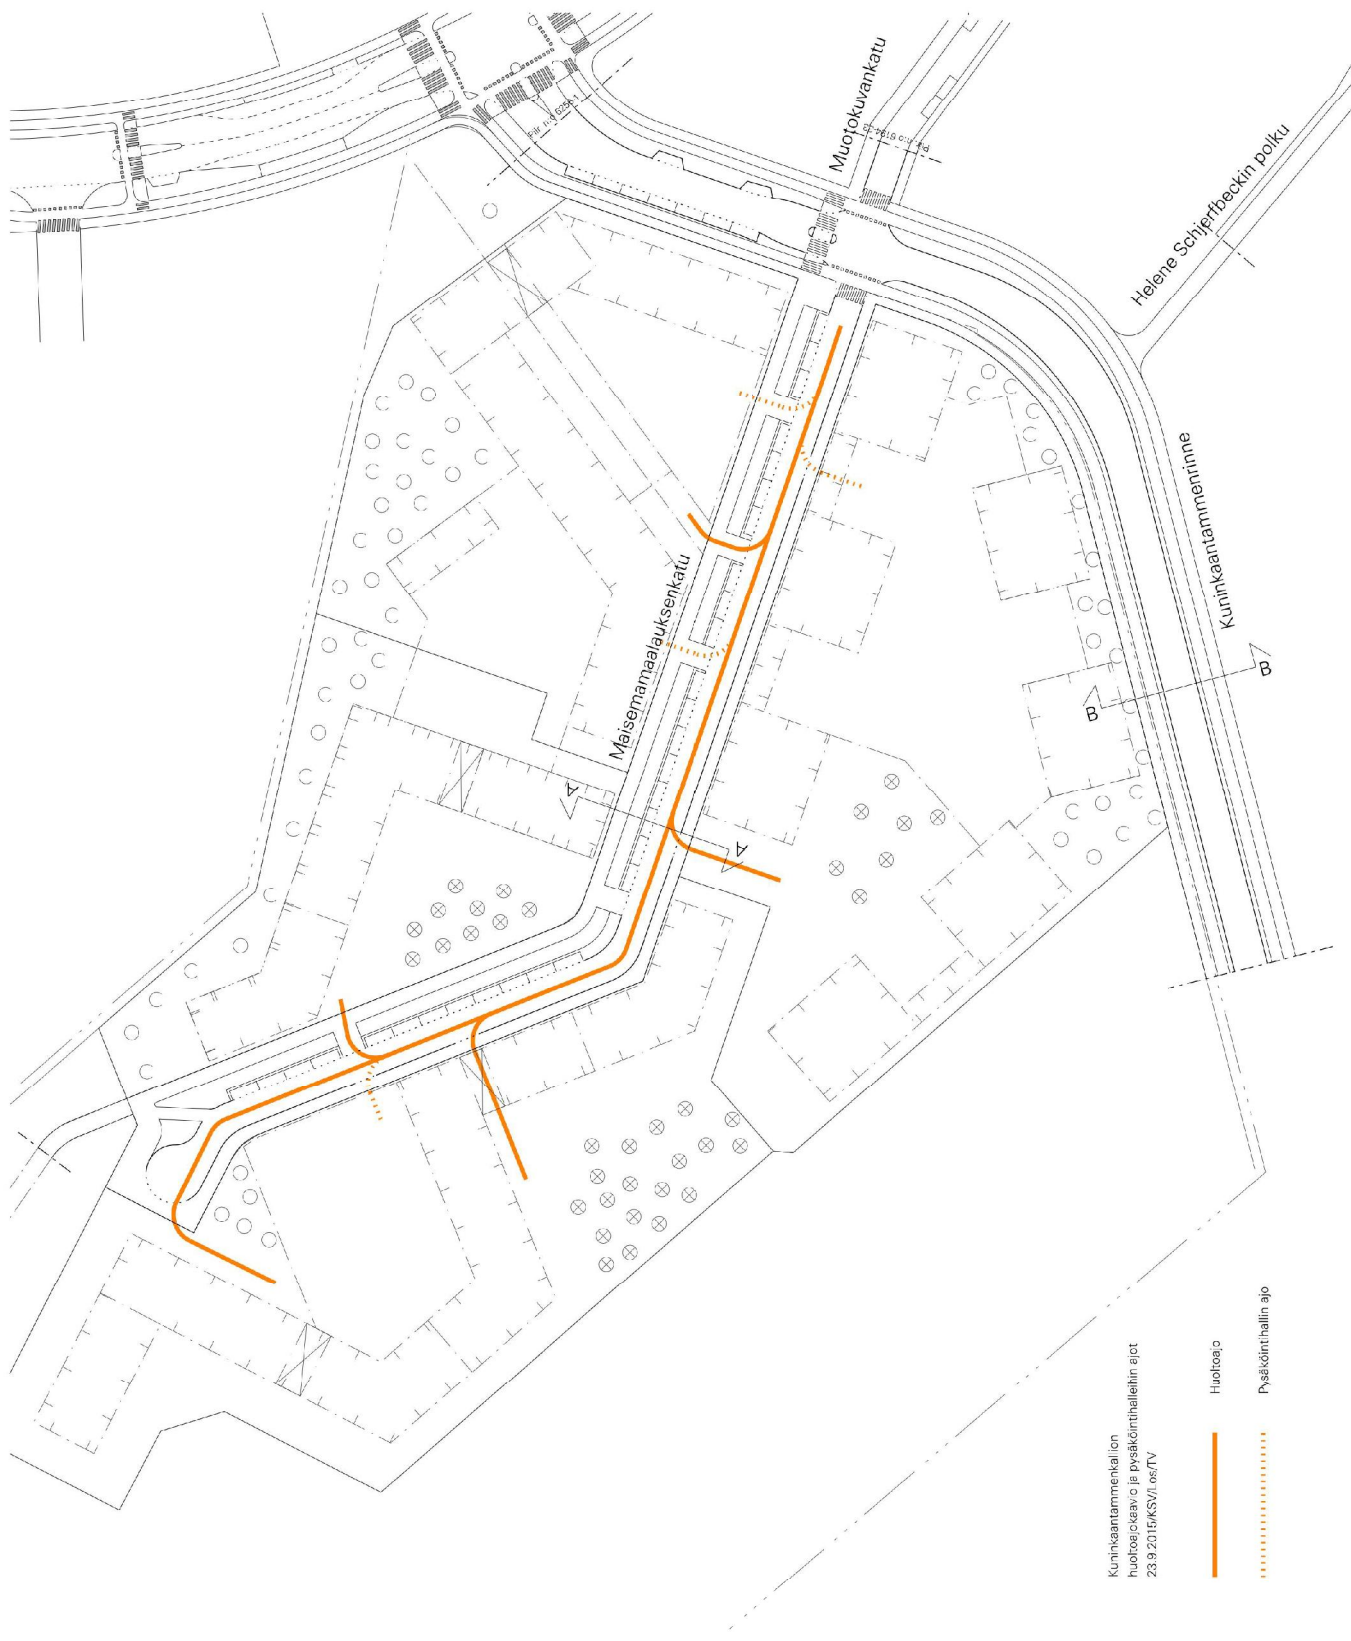 Muotokuvankatu
Helene Schjerfbeckin polku
Kuninkaantammenrinne
Maisemamaalauksenkatu
A
A
B
B
Kuninkaantammenkallion
huoltoajokaavio ja pysäköintihalleihin ajot
23.9.2015/KSV/Los/TV
Huoltoajo
Pysäköintihallin ajo